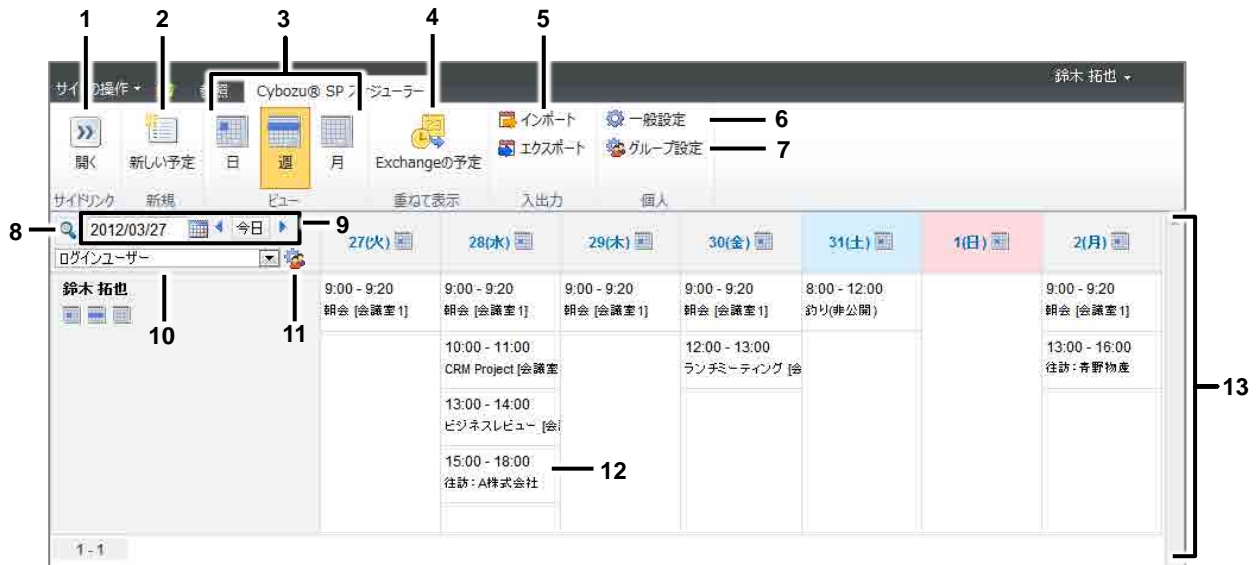 1 2 3 4 5
サイトの操作 参照 Cybozu® SP スケジューラー 鈴木 拓也
開く 新しい予定 日 週 月 Exchangeの予定 インポート 一般設定 6
エクスポート グループ設定 7
サイドリンク 新規 ビュー 重ねて表示 入出力 個人
8 2012/03/27 今日 9
27(火) 28(水) 29(木) 30(金) 31(土) 1(日) 2(月)
ログインユーザー
10 11
鈴木 拓也
9:00 - 9:20 9:00 - 9:20 9:00 - 9:20 9:00 - 9:20 8:00 - 12:00 9:00 - 9:20
朝会 [会議室1] 朝会 [会議室1] 朝会 [会議室1] 朝会 [会議室1] 釣り(非公開) 朝会 [会議室1]
10:00 - 11:00 12:00 - 13:00 13:00 - 16:00
CRM Project [会議室 ランチミーティング [会 往訪：青野物産
13
13:00 - 14:00
ビジネスレビュー [会
15:00 - 18:00 12
往訪：A株式会社
1 - 1